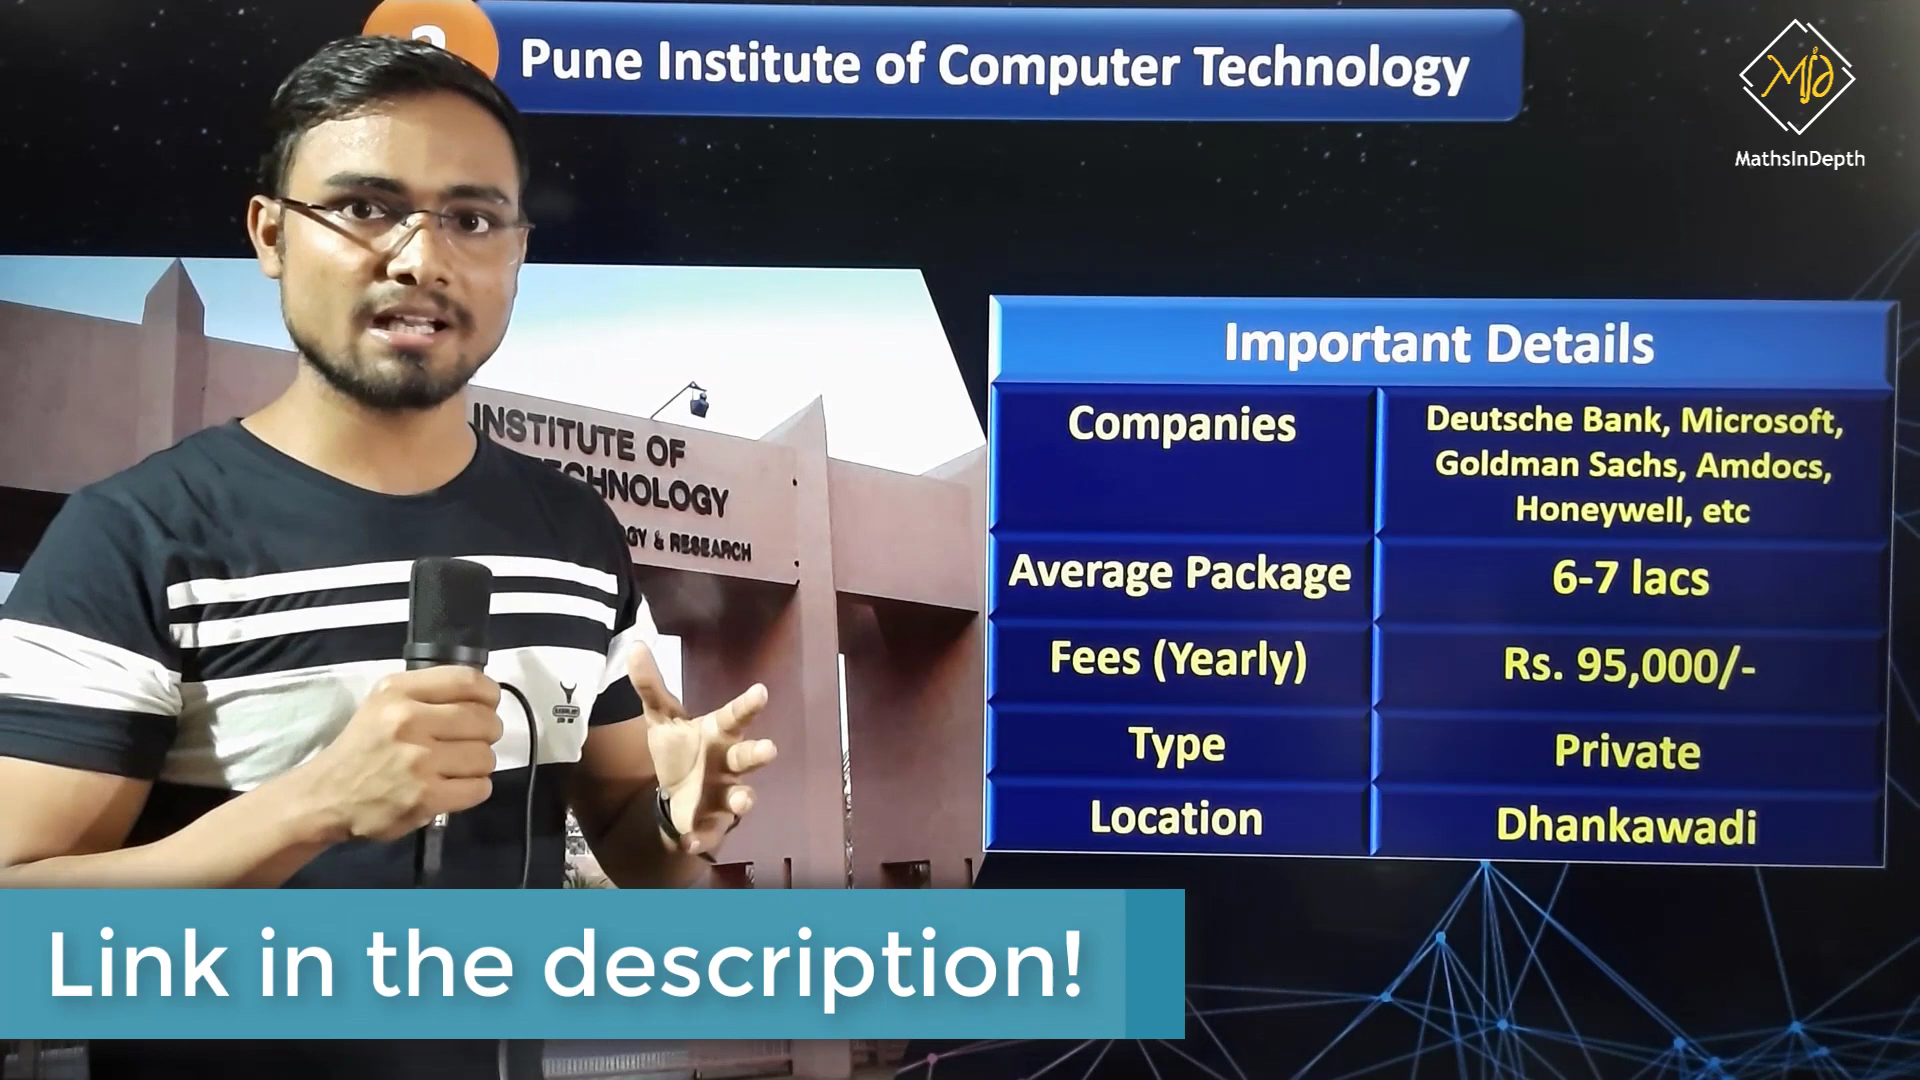 Pune Institute of Computer Technology
MathsInDepth
INSTITUTE OF
& RESEARCH
Important Details
Companies
Deutsche Bank, Microsoft,
Goldman Sachs, Amdocs,
Honeywell, etc
Average Package
6-7 lacs
Fees (Yearly)
Rs. 95,000/-
Type
Private
Location
Dhankawadi
Link in the description!